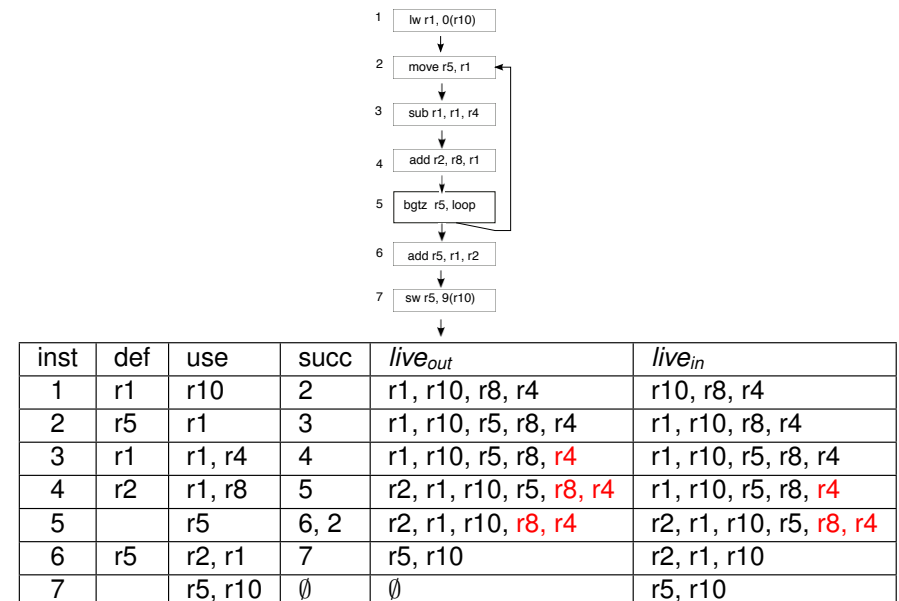 1 lw r1, 0(r10)
2 move r5, r1
3 sub r1, r1, r4
4 add r2, r8, r1
5 bgtz r5, loop
6 add r5, r1, r2
7 sw r5, 9(r10)
inst def use succ live_out live_in
1 r1 r10 2 r1, r10, r8, r4 r10, r8, r4
2 r5 r1 3 r1, r10, r5, r8, r4 r1, r10, r8, r4
3 r1 r1, r4 4 r1, r10, r5, r8, r4 r1, r10, r5, r8, r4
4 r2 r1, r8 5 r2, r1, r10, r5, r8, r4 r1, r10, r5, r8, r4
5 r5 6, 2 r2, r1, r10, r8, r4 r2, r1, r10, r5, r8, r4
6 r5 r2, r1 7 r5, r10 r2, r1, r10
7 r5, r10 ∅ ∅ r5, r10